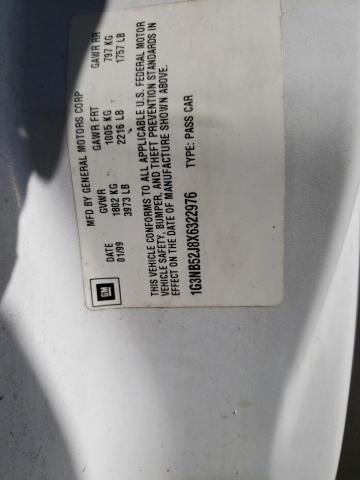 MFD BY GENERAL MOTORS CORP
DATE GVWR GAWR FRT GAWR RR
01/99 1802 KG 1005 KG 797 KG
3973 LB 2216 LB 1757 LB
THIS VEHICLE CONFORMS TO ALL APPLICABLE U.S. FEDERAL MOTOR
VEHICLE SAFETY, BUMPER, AND THEFT PREVENTION STANDARDS IN
EFFECT ON THE DATE OF MANUFACTURE SHOWN ABOVE.
1G3NB52J8X6322976 TYPE: PASS CAR
GM